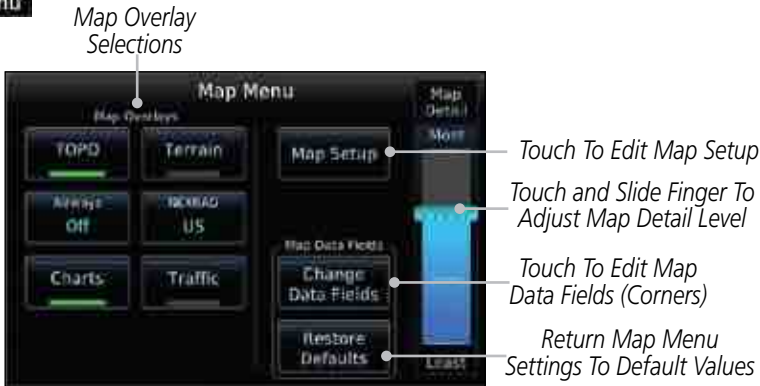 nu
Map Overlay
Selections
Map Menu
Map Overlays
TOPO
Terrain
Airways
Off
NEXRAD
US
Charts
Traffic
Map Setup
Map Data Fields
Change
Data Fields
Restore
Defaults
Map
Detail
Most
Least
Touch To Edit Map Setup
Touch and Slide Finger To
Adjust Map Detail Level
Touch To Edit Map
Data Fields (Corners)
Return Map Menu
Settings To Default Values